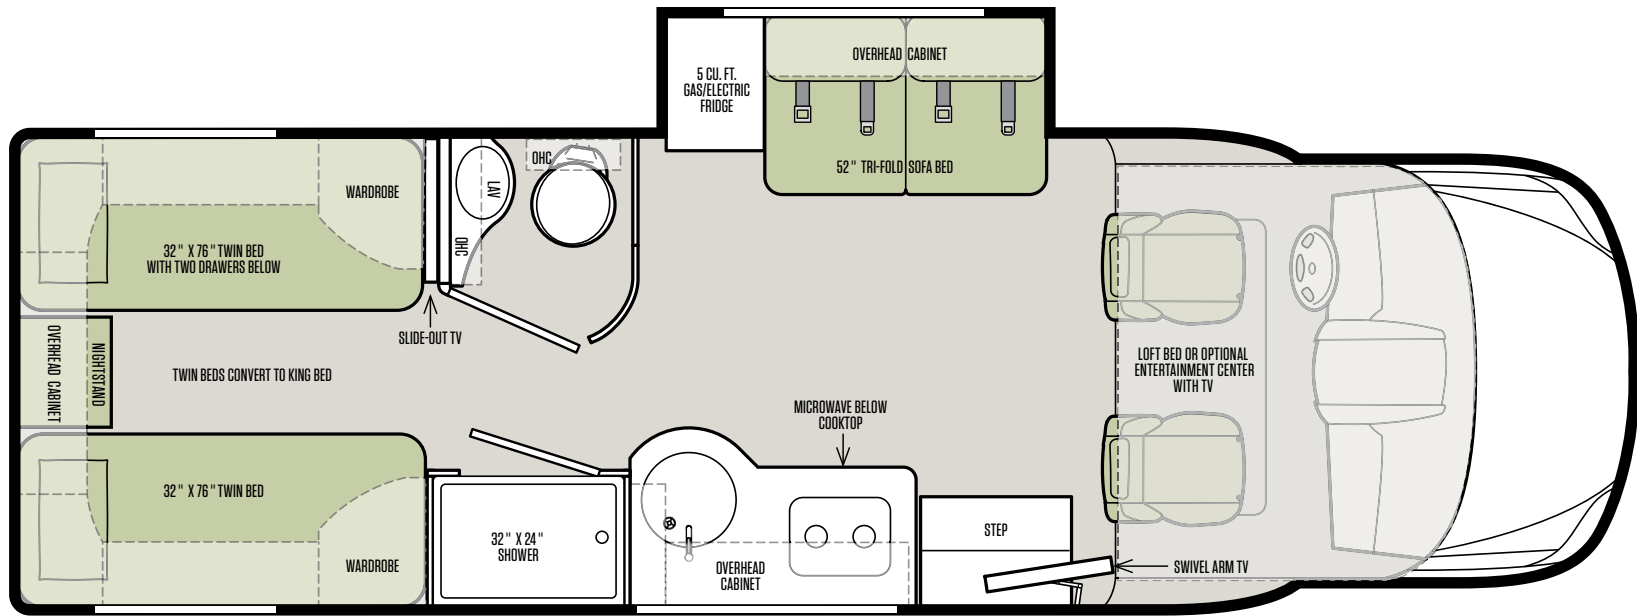 5 CU. FT.
GAS/ELECTRIC
FRIDGE
OVERHEAD CABINET
52" TRI-FOLD SOFA BED
WARDROBE
32" X 76" TWIN BED
WITH TWO DRAWERS BELOW
LAV
OHC
OHC
SLIDE-OUT TV
OVERHEAD CABINET
NIGHTSTAND
TWIN BEDS CONVERT TO KING BED
LOFT BED OR OPTIONAL
ENTERTAINMENT CENTER
WITH TV
MICROWAVE BELOW
COOKTOP
32" X 76" TWIN BED
WARDROBE
32" X 24"
SHOWER
OVERHEAD
CABINET
STEP
SWIVEL ARM TV